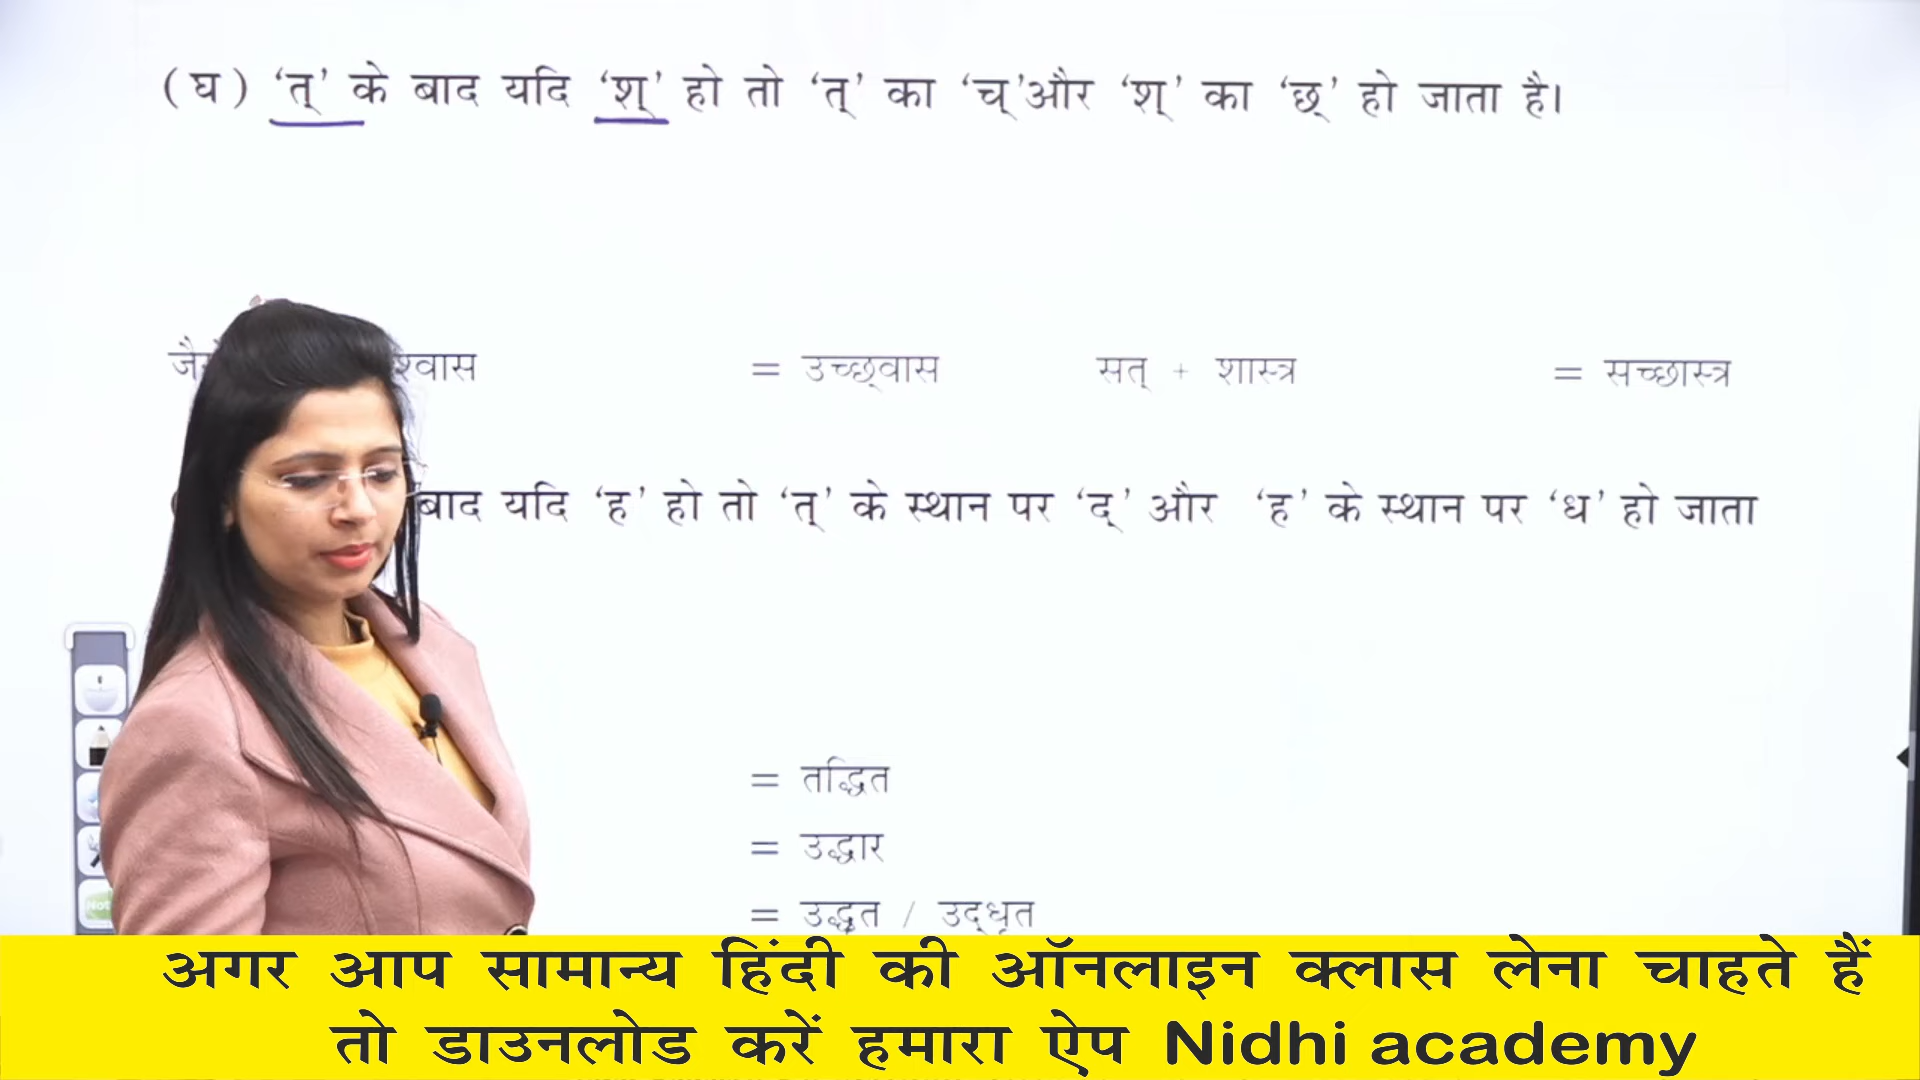 (घ) ‘त्’ के बाद यदि ‘श्’ हो तो ‘त्’ का ‘च्’और ‘श्’ का ‘छ्’ हो जाता है।
श्वास = उच्छ्वास सत् + शास्त्र = सच्छास्त्र
बाद यदि ‘ह’ हो तो ‘त्’ के स्थान पर ‘द्’ और ‘ह’ के स्थान पर ‘ध’ हो जाता
= तद्धित
= उद्धार
= उद्धृत / उद्‌धृत
अगर आप सामान्य हिंदी की ऑनलाइन क्लास लेना चाहते हैं
तो डाउनलोड करें हमारा ऐप Nidhi academy